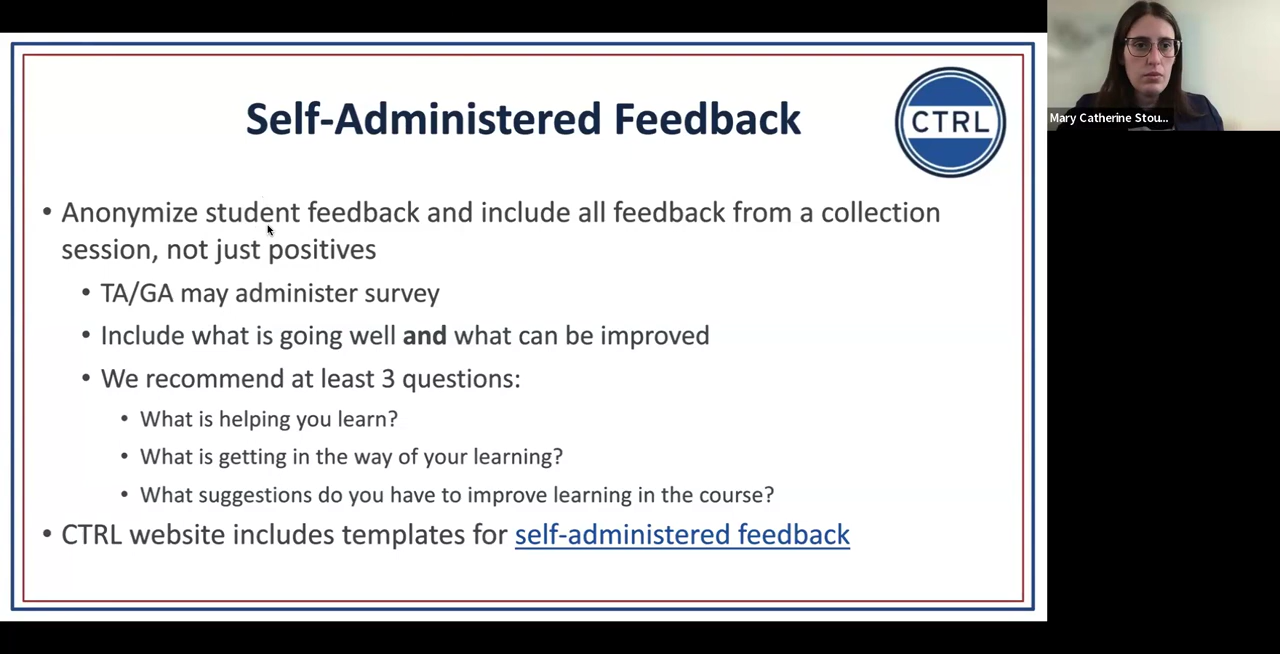 Self-Administered Feedback
CTRL
• Anonymize student feedback and include all feedback from a collection
session, not just positives
• TA/GA may administer survey
• Include what is going well and what can be improved
• We recommend at least 3 questions:
• What is helping you learn?
• What is getting in the way of your learning?
• What suggestions do you have to improve learning in the course?
• CTRL website includes templates for self-administered feedback
Mary Catherine Stou...